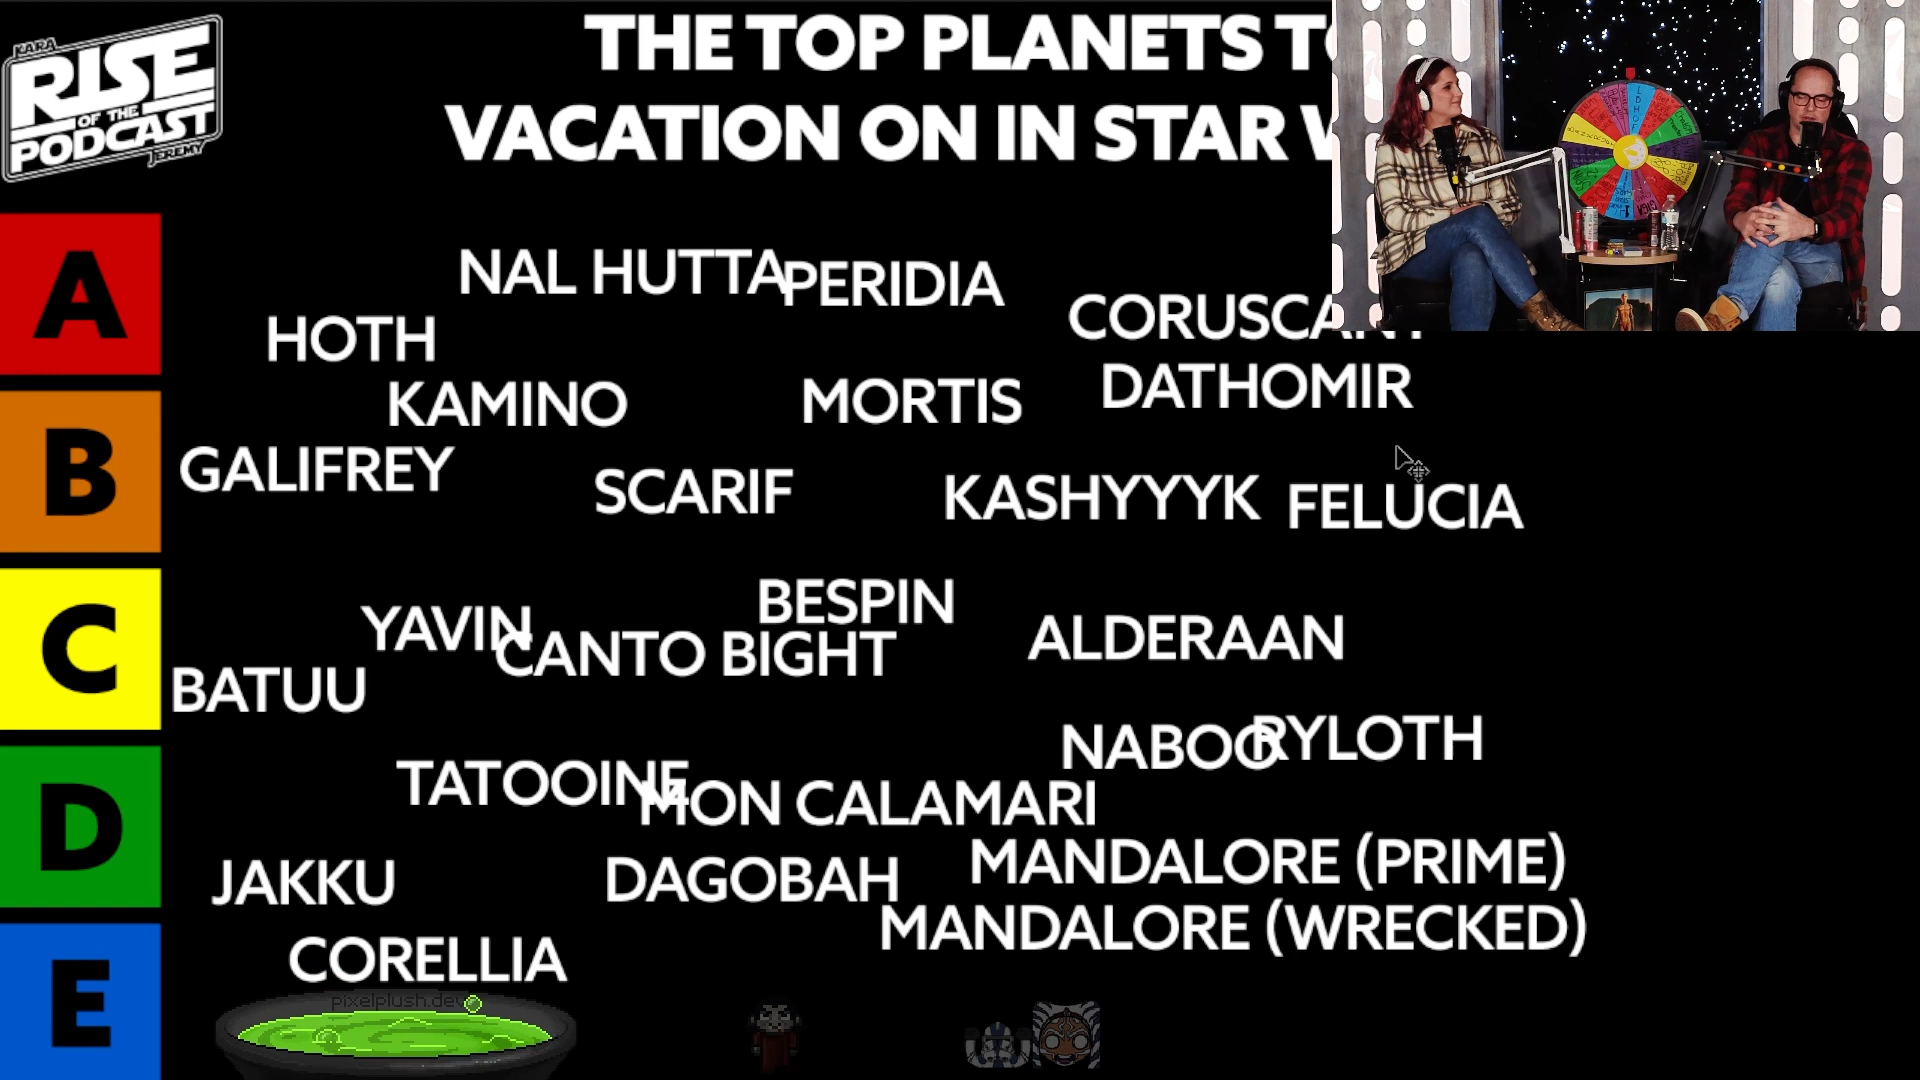 KARA
RISE
OF THE
PODCAST
JEREMY
THE TOP PLANETS TO
VACATION ON IN STAR W
A
NAL HUTTA
PERIDIA
CORUSCANT
HOTH
KAMINO
MORTIS
DATHOMIR
B
GALIFREY
SCARIF
KASHYYYK
FELUCIA
C
YAVIN
BESPIN
CANTO BIGHT
ALDERAAN
BATUU
D
NABOO
RYLOTH
TATOOINE
MON CALAMARI
JAKKU
DAGOBAH
MANDALORE (PRIME)
MANDALORE (WRECKED)
E
CORELLIA
pixelplush.dev